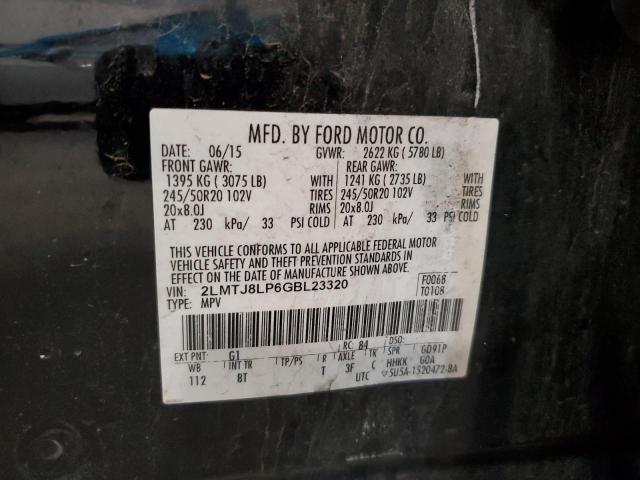 MFD. BY FORD MOTOR CO.
DATE: 06/15 GVWR: 2622 KG ( 5780 LB)
FRONT GAWR: REAR GAWR:
1395 KG ( 3075 LB) WITH 1241 KG ( 2735 LB) WITH
245/50R20 102V TIRES 245/50R20 102V TIRES
20x8.0J RIMS 20x8.0J RIMS
AT 230 kPa/ 33 PSI COLD AT 230 kPa/ 33 PSI COLD
THIS VEHICLE CONFORMS TO ALL APPLICABLE FEDERAL MOTOR
VEHICLE SAFETY AND THEFT PREVENTION STANDARDS IN
EFFECT ON THE DATE OF MANUFACTURE SHOWN ABOVE.
VIN: 2LMTJ8LP6GBL23320 F0068
TYPE: MPV T0108
RC: 84 DSO:
EXT PNT: G1
WB INT TR TP/PS R AXLE TR SPR GD91P
112 BT T 3F C HHKK GOA
UTC 5U5A-1520472-BA